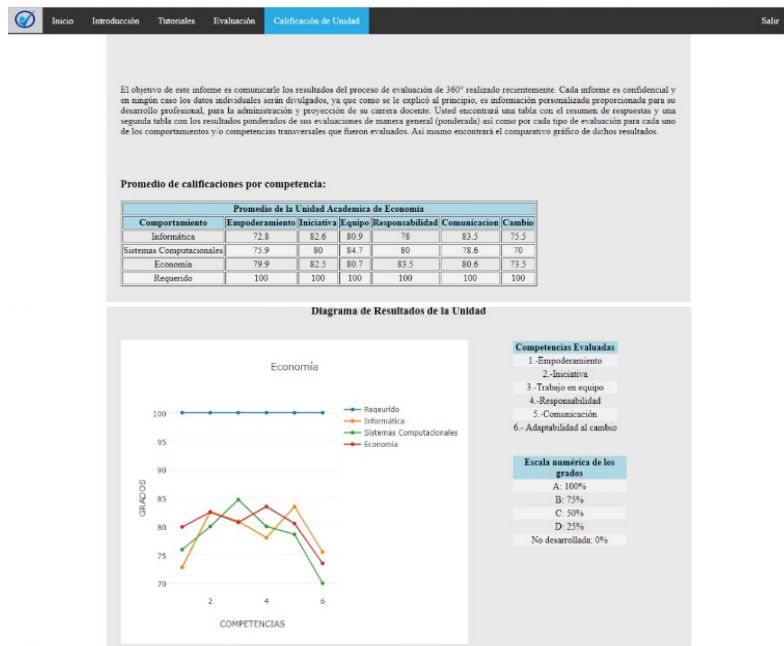 Inicio Introducción Tutoriales Evaluación Calificación de Unidad Salir
El objetivo de este informe es comunicarle los resultados del proceso de evaluación de 360° realizado recientemente. Cada informe es confidencial y
en ningún caso los datos individuales serán divulgados, ya que como se le explicó al principio, es información personalizada proporcionada para su
desarrollo profesional, para la administración y proyección de su carrera docente. Usted encontrará una tabla con el resumen de respuestas y una
segunda tabla con los resultados ponderados de sus evaluaciones de manera general (ponderada) asi como por cada tipo de evaluación para cada uno
de los comportamientos y/o competencias transversales que fueron evaluados. Asi mismo encontrará el comparativo gráfico de dichos resultados.
Promedio de calificaciones por competencia:
Promedio de la Unidad Academica de Economía
Comportamiento Empoderamiento Iniciativa Equipo Responsabilidad Comunicacion Cambio
Informática 72.8 82.6 80.9 78 83.5 75.5
Sistemas Computacionales 75.9 80 84.7 80 78.6 70
Economía 79.9 82.5 80.7 83.5 80.6 73.5
Requerido 100 100 100 100 100 100
Diagrama de Resultados de la Unidad
Economía
100
95
90
85
80
75
70
GRADOS
2 4 6
COMPETENCIAS
Reqeurido
Informática
Sistemas Computacionales
Economía
Competencias Evaluadas
1.-Empoderamiento
2.-Iniciativa
3.-Trabajo en equipo
4.-Responsabilidad
5.-Comunicación
6.- Adaptabilidad al cambio
Escala numérica de los
grados
A: 100%
B: 75%
C: 50%
D: 25%
No desarrollada: 0%